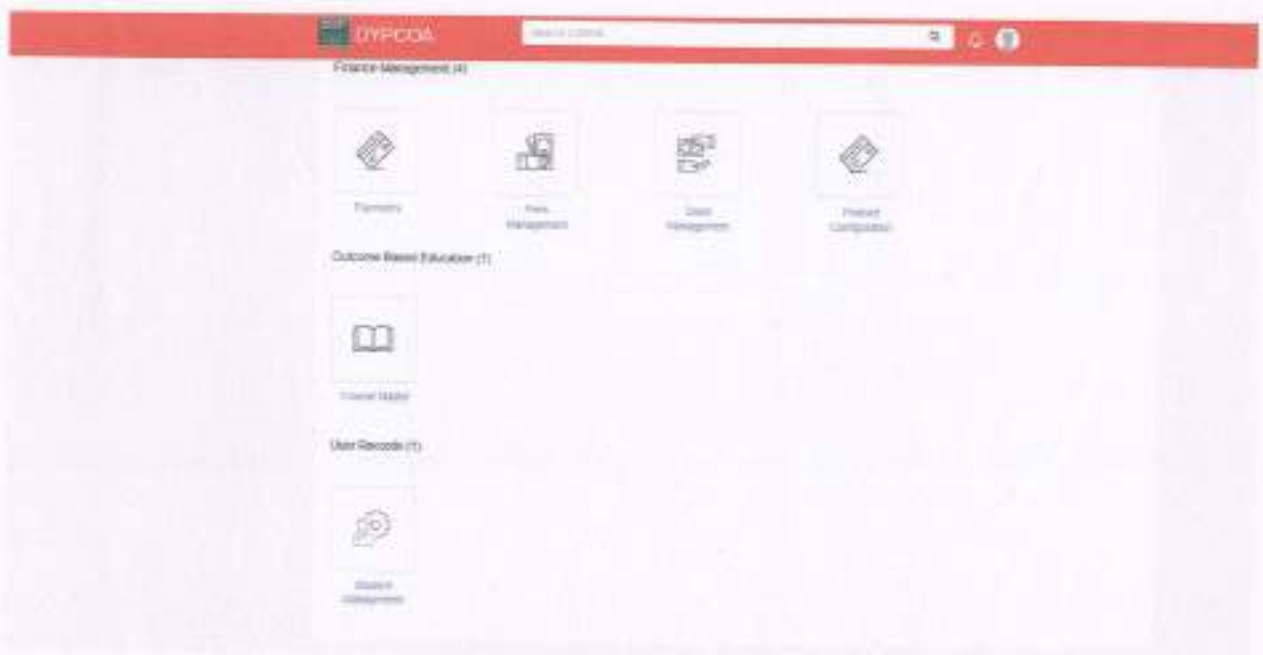 DYPCOA
Finance Management (4)
Payments
Fees
Management
Management
Product
Configuration
Outcome Based Education (1)
Course Master
User Records (1)
Student
Management